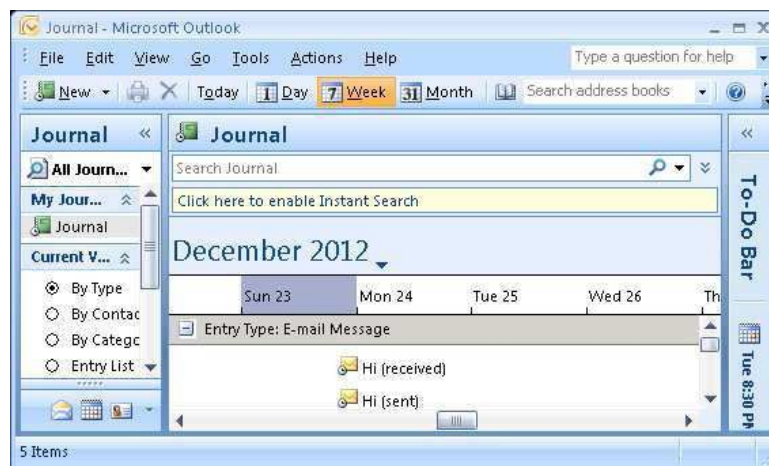 Journal - Microsoft Outlook
File Edit View Go Tools Actions Help Type a question for help
New Today 1 Day 7 Week 31 Month Search address books
Journal « Journal «
All Journ...
Search Journal
My Jour...
Click here to enable Instant Search
Journal
To-Do Bar
Current V...
December 2012
By Type
Sun 23 Mon 24 Tue 25 Wed 26 Th
By Contac
Entry Type: E-mail Message
By Catego
Entry List
Hi (received)
Hi (sent)
Tue 8:30 PM
5 Items